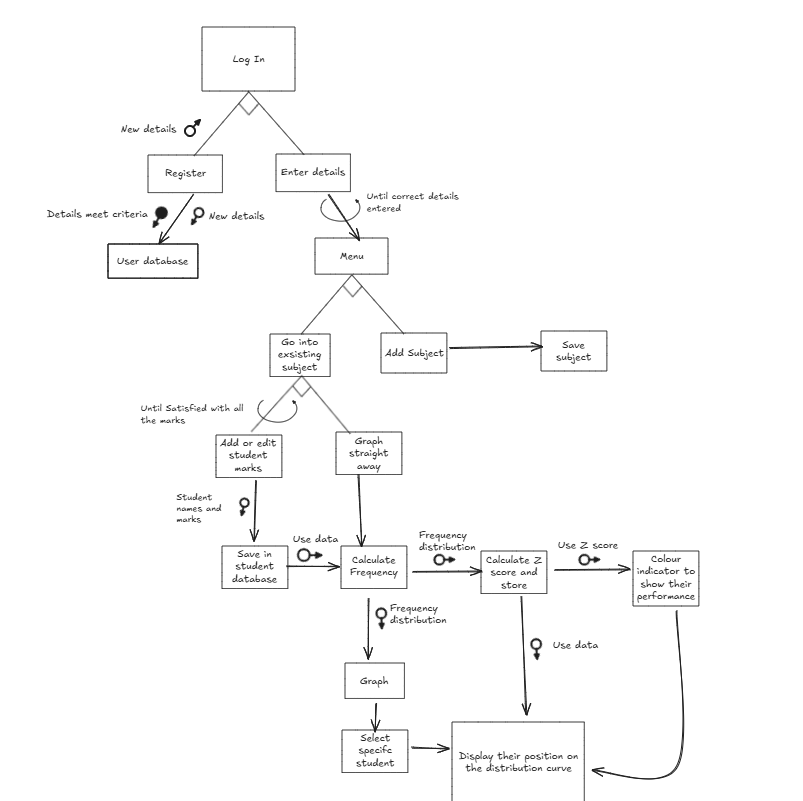 Log In
New details
Register
Enter details
Until correct details
entered
Details meet criteria
New details
User database
Menu
Go into
exsisting
subject
Add Subject
Save
subject
Until Satisfied with all
the marks
Add or edit
student
marks
Graph
straight
away
Student
names and
marks
Save in
student
database
Use data
Calculate
Frequency
Frequency
distribution
Calculate Z
score and
store
Use Z score
Colour
indicator to
show their
performance
Frequency
distribution
Use data
Graph
Select
specifc
student
Display their position on
the distribution curve